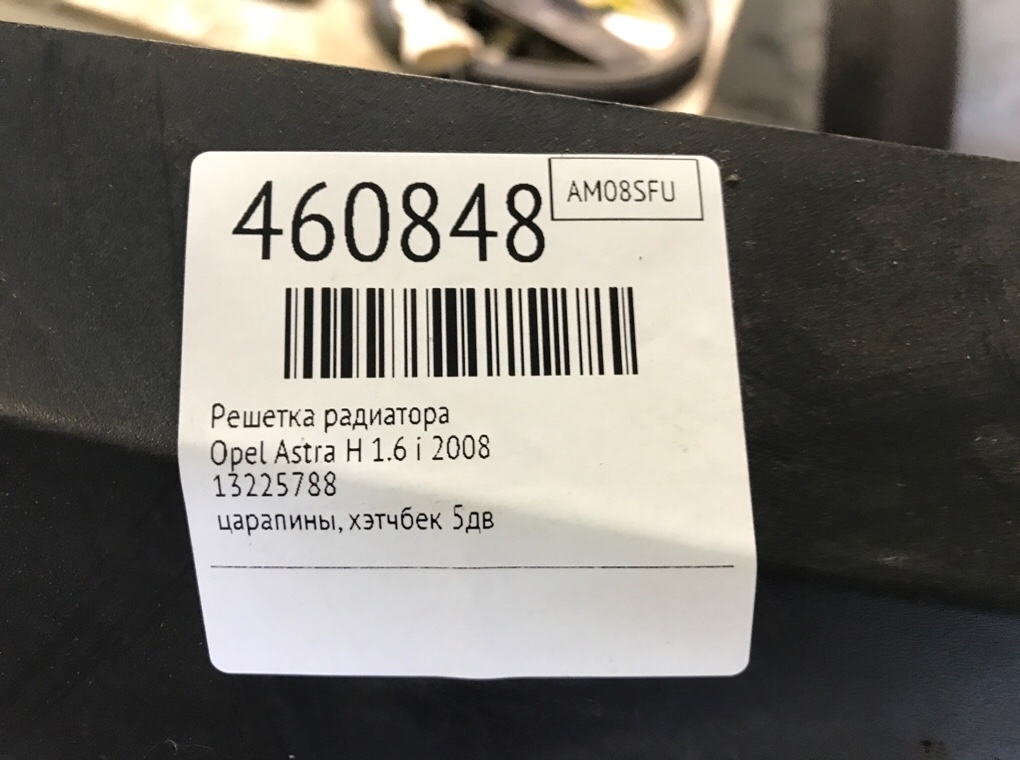 460848
AM08SFU
Решетка радиатора
Opel Astra H 1.6 i 2008
13225788
царапины, хэтчбек 5дв